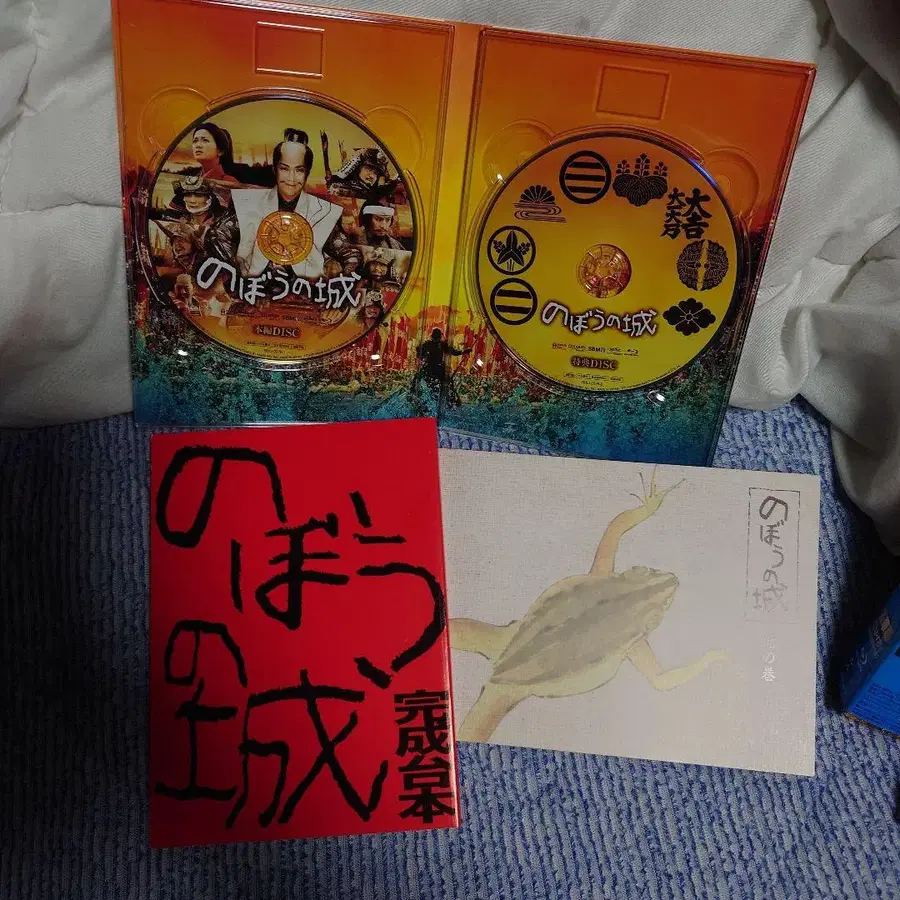 のぼうの城
本編DISC
大一大万大吉
のぼうの城
特典DISC
のぼう
の城
完成台本
のぼうの城
の巻